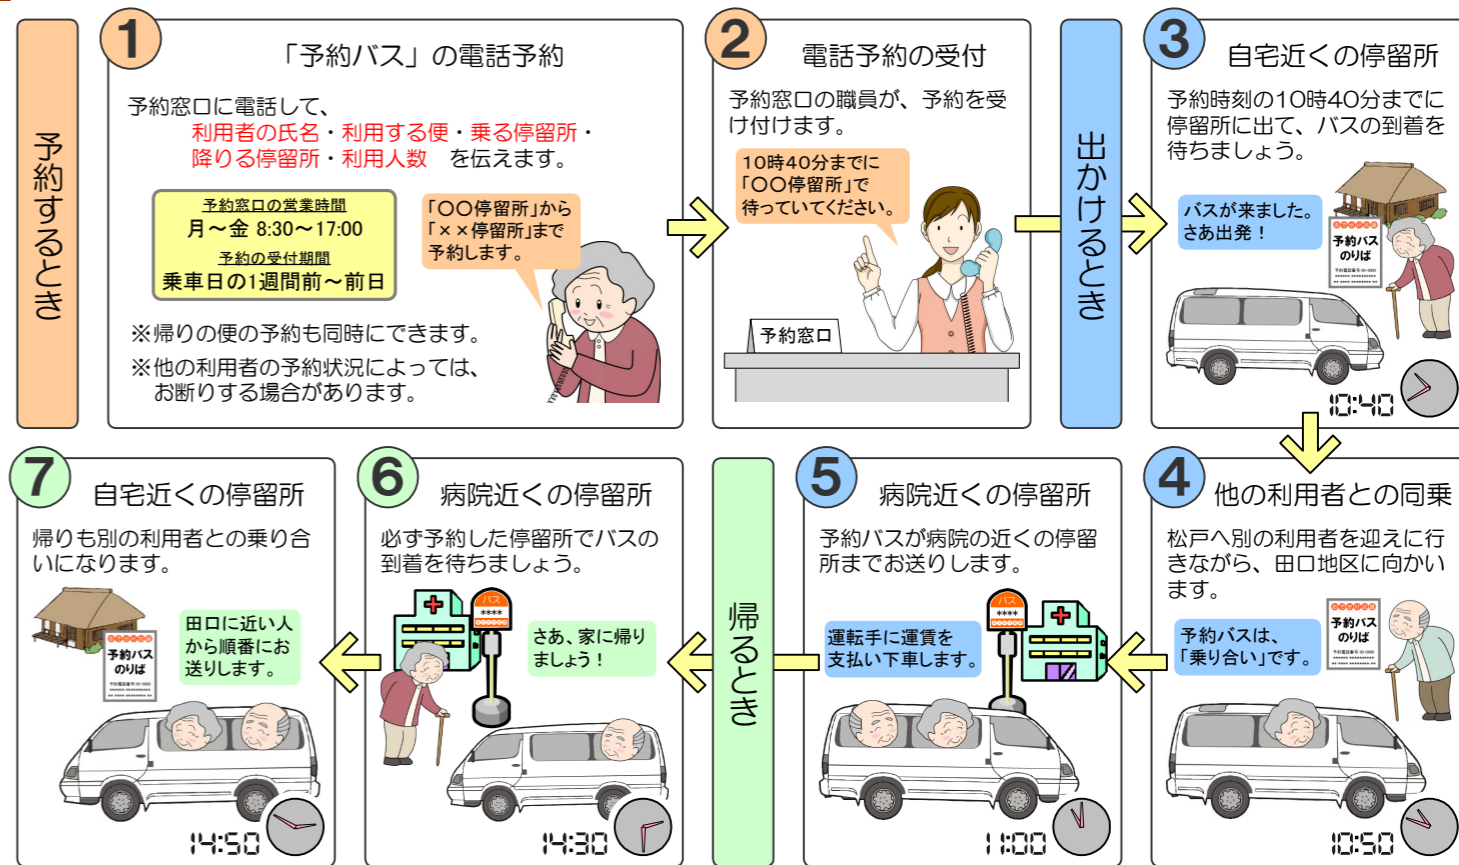 予約するとき
1
「予約バス」の電話予約
予約窓口に電話して、
利用者の氏名・利用する便・乗る停留所・
降りる停留所・利用人数　を伝えます。
予約窓口の営業時間
月～金 8:30～17:00
予約の受付期間
乗車日の1週間前～前日
「〇〇停留所」から
「××停留所」まで
予約します。
※帰りの便の予約も同時にできます。
※他の利用者の予約状況によっては、
お断りする場合があります。
2
電話予約の受付
予約窓口の職員が、予約を受
け付けます。
10時40分までに
「〇〇停留所」で
待っていてください。
予約窓口
出かけるとき
3
自宅近くの停留所
予約時刻の10時40分までに
停留所に出て、バスの到着を
待ちましょう。
バスが来ました。
さあ出発！
予約バス
のりば
10:40
4
他の利用者との同乗
松戸へ別の利用者を迎えに行
きながら、田口地区に向かい
ます。
予約バスは、
「乗り合い」です。
予約バス
のりば
10:50
5
病院近くの停留所
予約バスが病院の近くの停留
所までお送りします。
運転手に運賃を
支払い下車します。
バス
****
11:00
帰るとき
6
病院近くの停留所
必ず予約した停留所でバスの
到着を待ちましょう。
バス
****
さあ、家に帰り
ましょう！
14:30
7
自宅近くの停留所
帰りも別の利用者との乗り合
いになります。
田口に近い人
から順番にお
送りします。
予約バス
のりば
14:50